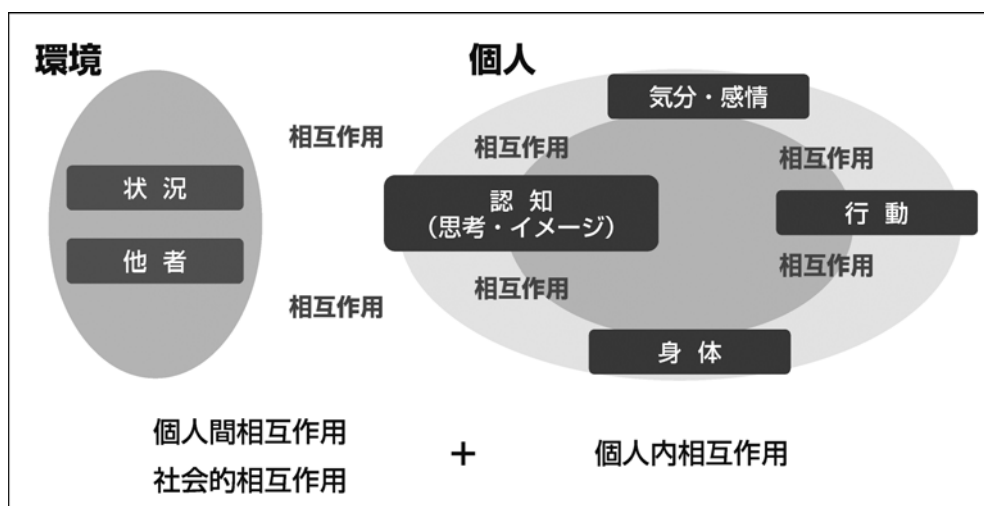 環境
個人
気分・感情
相互作用
相互作用
相互作用
状況
認知
（思考・イメージ）
行動
他者
相互作用
相互作用
相互作用
身体
個人間相互作用
社会的相互作用
+
個人内相互作用